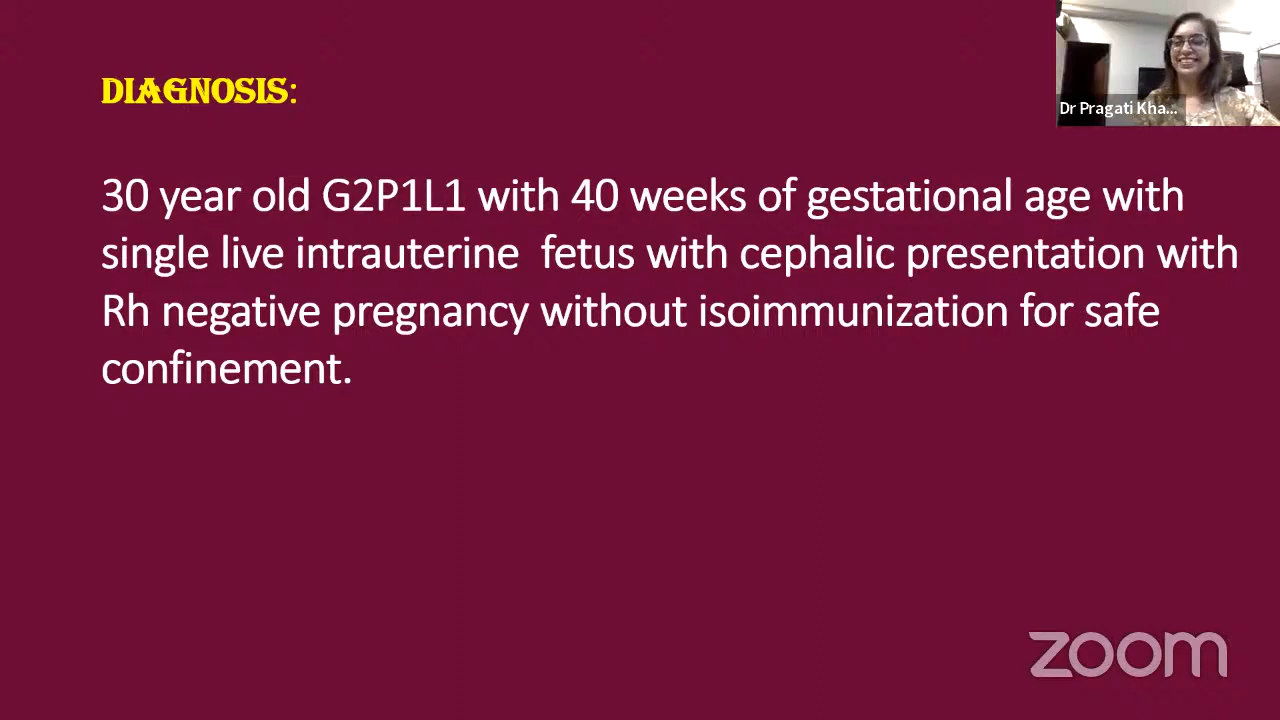 DIAGNOSIS:
Dr Pragati Kha...
30 year old G2P1L1 with 40 weeks of gestational age with
single live intrauterine fetus with cephalic presentation with
Rh negative pregnancy without isoimmunization for safe
confinement.
zoom